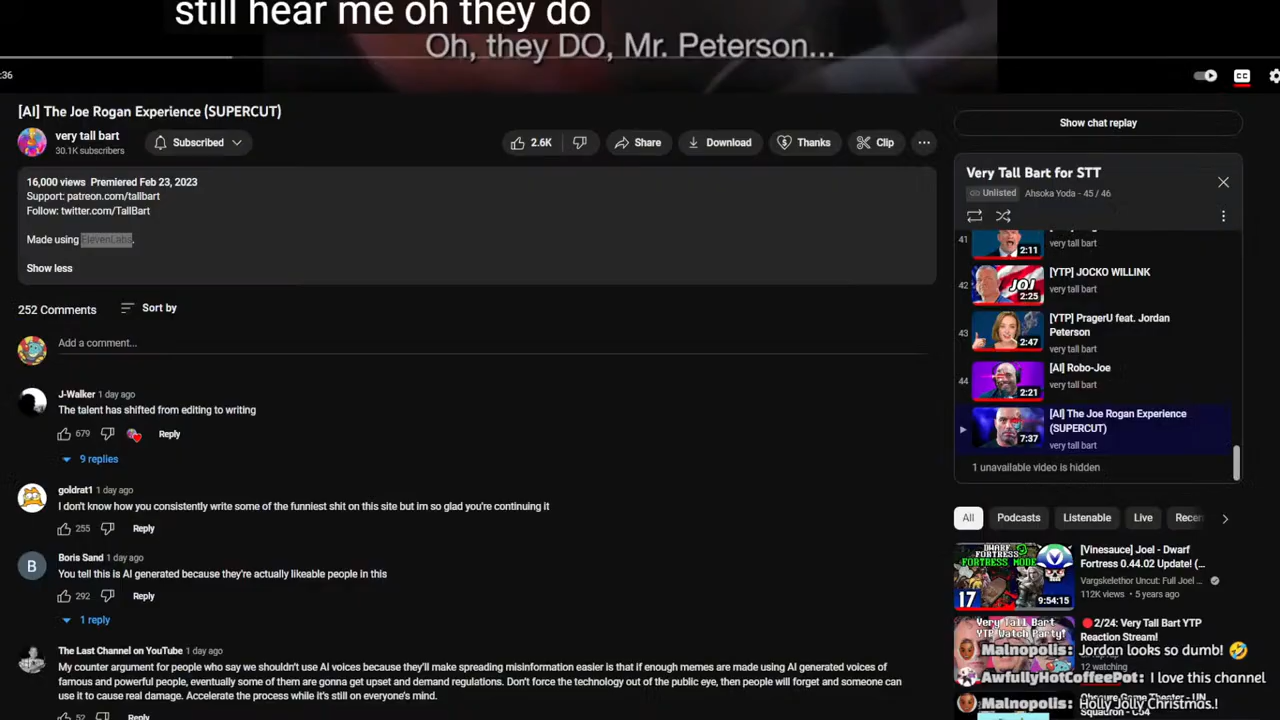 still hear me oh they do
Oh, they DO, Mr. Peterson...
:36
[AI] The Joe Rogan Experience (SUPERCUT)
very tall bart
30.1K subscribers
Subscribed
2.6K
Share
Download
Thanks
Clip
16,000 views Premiered Feb 23, 2023
Support: patreon.com/tallbart
Follow: twitter.com/TallBart
Made using ElevenLabs.
Show less
252 Comments
Sort by
Add a comment...
J-Walker 1 day ago
The talent has shifted from editing to writing
679
Reply
9 replies
goldrat1 1 day ago
I don't know how you consistently write some of the funniest shit on this site but im so glad you're continuing it
255
Reply
B
Boris Sand 1 day ago
You tell this is AI generated because they're actually likeable people in this
292
Reply
1 reply
The Last Channel on YouTube 1 day ago
My counter argument for people who say we shouldn't use AI voices because they'll make spreading misinformation easier is that if enough memes are made using AI generated voices of
famous and powerful people, eventually some of them are gonna get upset and demand regulations. Don't force the technology out of the public eye, then people will forget and someone can
use it to cause real damage. Accelerate the process while it's still on everyone's mind.
52
Reply
CC
Show chat replay
Very Tall Bart for STT
Unlisted
Ahsoka Yoda - 45 / 46
41
2:11
very tall bart
42
JOJ
2:25
[YTP] JOCKO WILLINK
very tall bart
43
2:47
[YTP] PragerU feat. Jordan
Peterson
very tall bart
44
2:21
[AI] Robo-Joe
very tall bart
7:37
[AI] The Joe Rogan Experience
(SUPERCUT)
very tall bart
1 unavailable video is hidden
All
Podcasts
Listenable
Live
Recen
DWARF
FORTRESS
FORTRESS MODE
17
9:54:15
[Vinesauce] Joel - Dwarf
Fortress 0.44.02 Update! (...
Vargskelethor Uncut: Full Joel ...
112K views • 5 years ago
Very Tall Bart
YTP Watch Party!
2/24: Very Tall Bart YTP
Reaction Stream!
12 watching
Malnopolis: Jordan looks so dumb! 🤣
AwfullyHotCoffeePot: I love this channel
Malnopolis: Holly Jolly Christmas.!